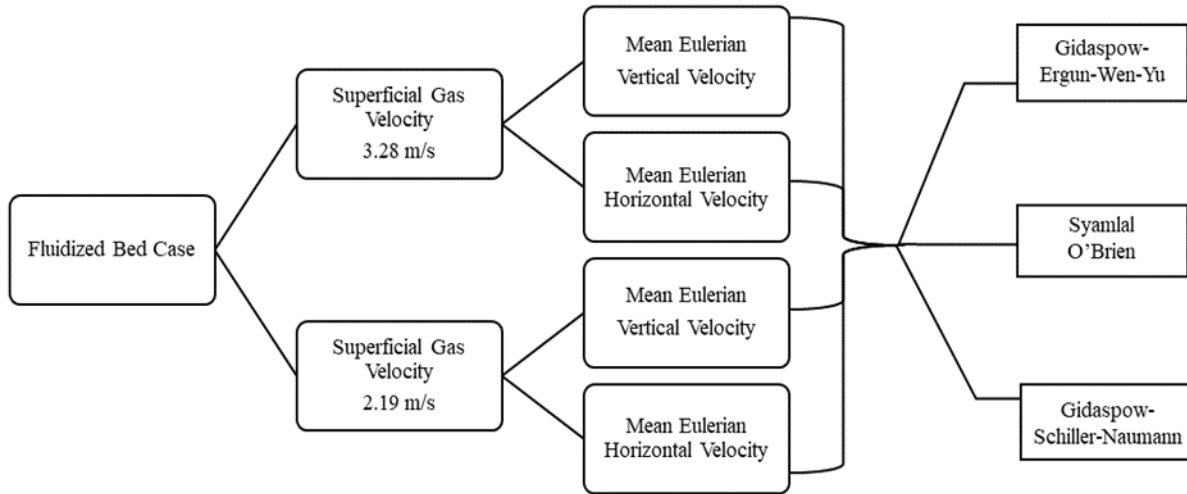 Fluidized Bed Case
Superficial Gas
Velocity
3.28 m/s
Superficial Gas
Velocity
2.19 m/s
Mean Eulerian
Vertical Velocity
Mean Eulerian
Horizontal Velocity
Mean Eulerian
Vertical Velocity
Mean Eulerian
Horizontal Velocity
Gidaspow-
Ergun-Wen-Yu
Syamlal
O’Brien
Gidaspow-
Schiller-Naumann